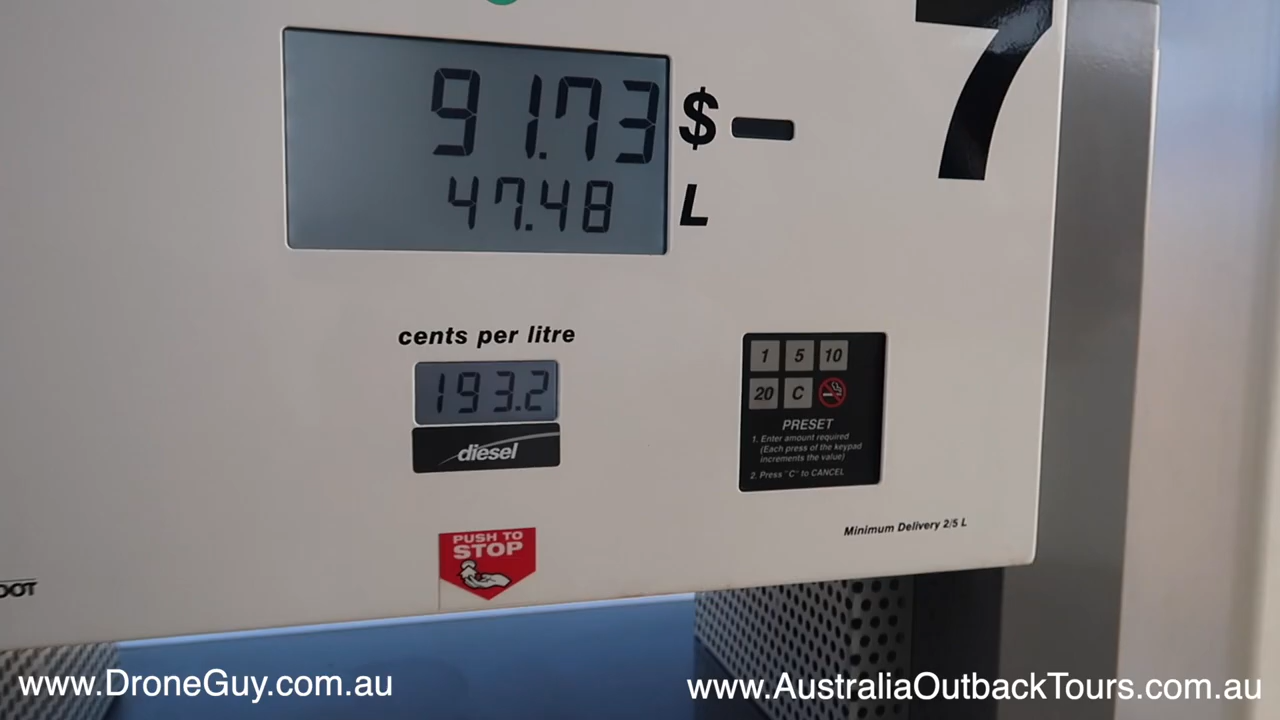 7
91.73 $
47.48 L
cents per litre
193.2
diesel
1 5 10
20 C
PRESET
1. Enter amount required
(Each press of the keypad
increments the value)
2. Press "C" to CANCEL
Minimum Delivery 2/5 L
PUSH TO
STOP
OOT
www.DroneGuy.com.au
www.AustraliaOutbackTours.com.au